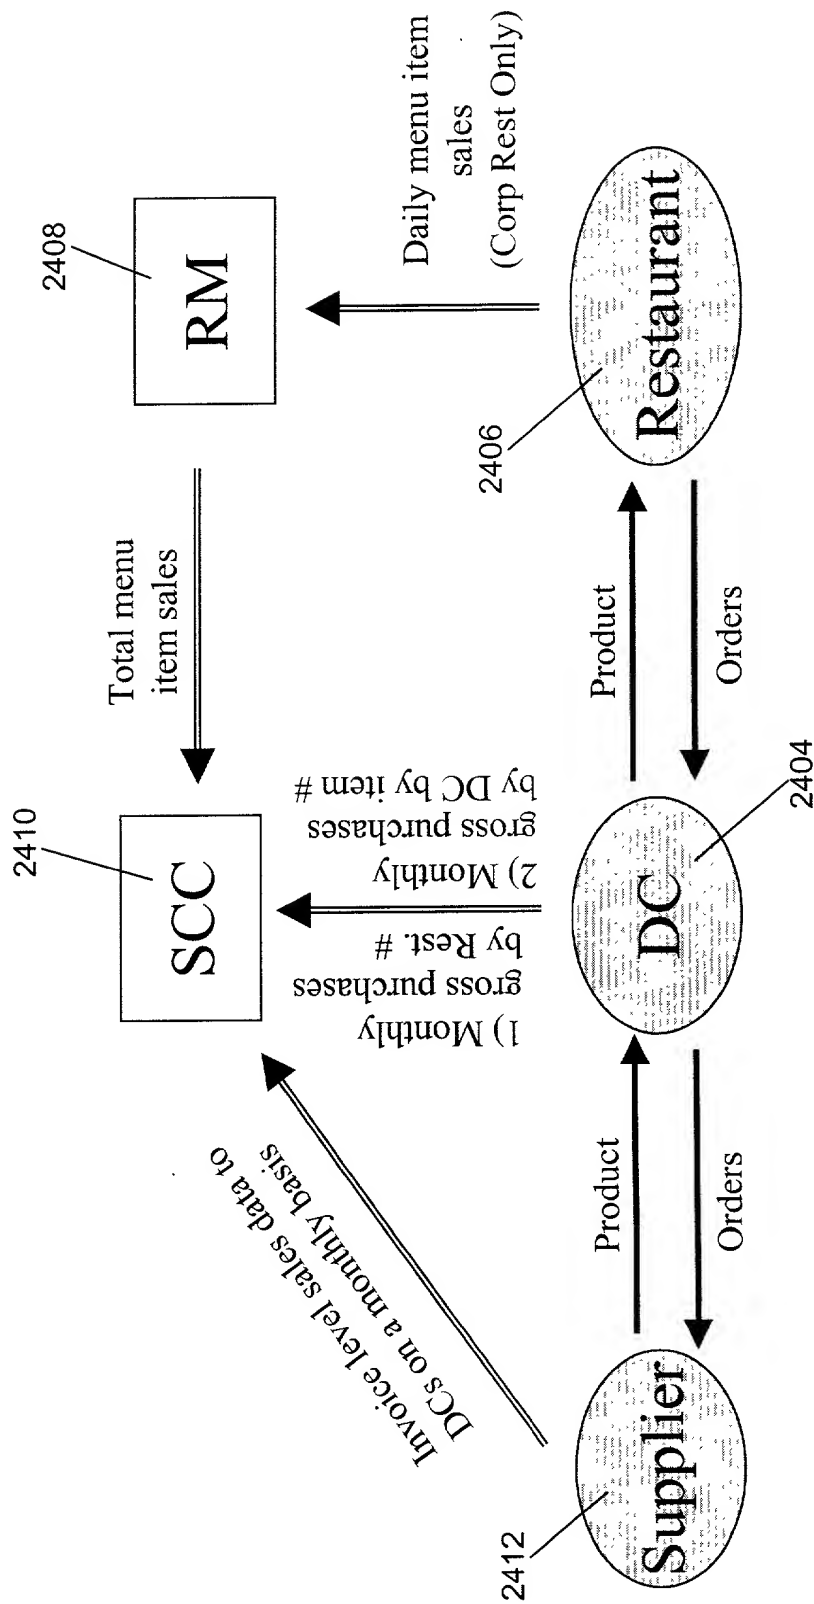 2410
SCC
Total menu
item sales
2408
RM
Invoice level sales data to
DCs on a monthly basis
1) Monthly
gross purchases
by Rest. #
2) Monthly
gross purchases
by DC by item #
Daily menu item
sales
(Corp Rest Only)
2412
Supplier
Product
Orders
DC
2404
Product
Orders
2406
Restaurant